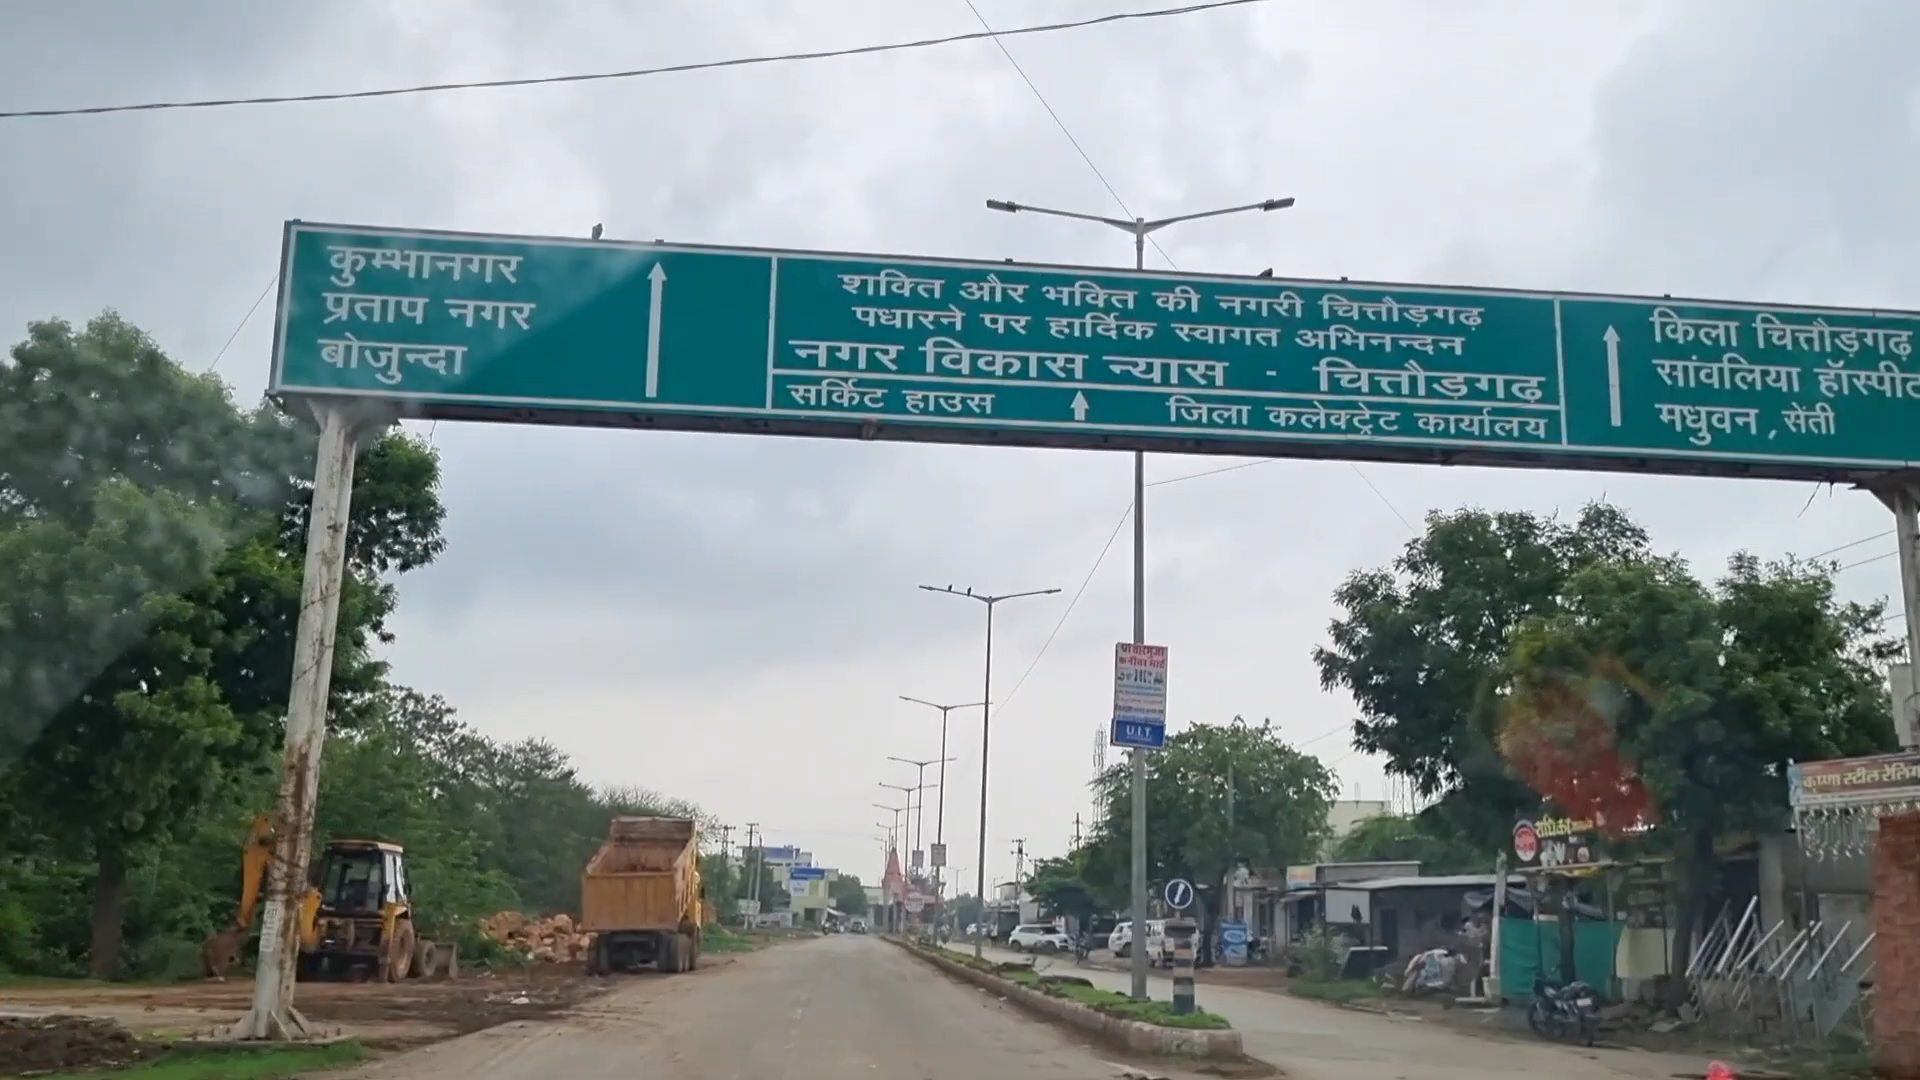 कुम्भानगर
प्रताप नगर
बोजुन्दा
शक्ति और भक्ति की नगरी चित्तौड़गढ़
पधारने पर हार्दिक स्वागत अभिनन्दन
नगर विकास न्यास - चित्तौड़गढ़
सर्किट हाउस
जिला कलेक्ट्रेट कार्यालय
किला चित्तौड़गढ़
सांवलिया हॉस्पीट
मधुवन , सेंती
U.I.T.
राधिका
स्टील रेलिंग